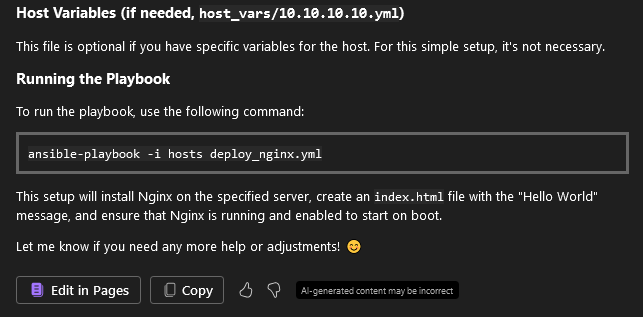 Host Variables (if needed, host_vars/10.10.10.10.yml)
This file is optional if you have specific variables for the host. For this simple setup, it's not necessary.
Running the Playbook
To run the playbook, use the following command:
ansible-playbook -i hosts deploy_nginx.yml
This setup will install Nginx on the specified server, create an index.html file with the "Hello World"
message, and ensure that Nginx is running and enabled to start on boot.
Let me know if you need any more help or adjustments! 😊
Edit in Pages Copy AI-generated content may be incorrect